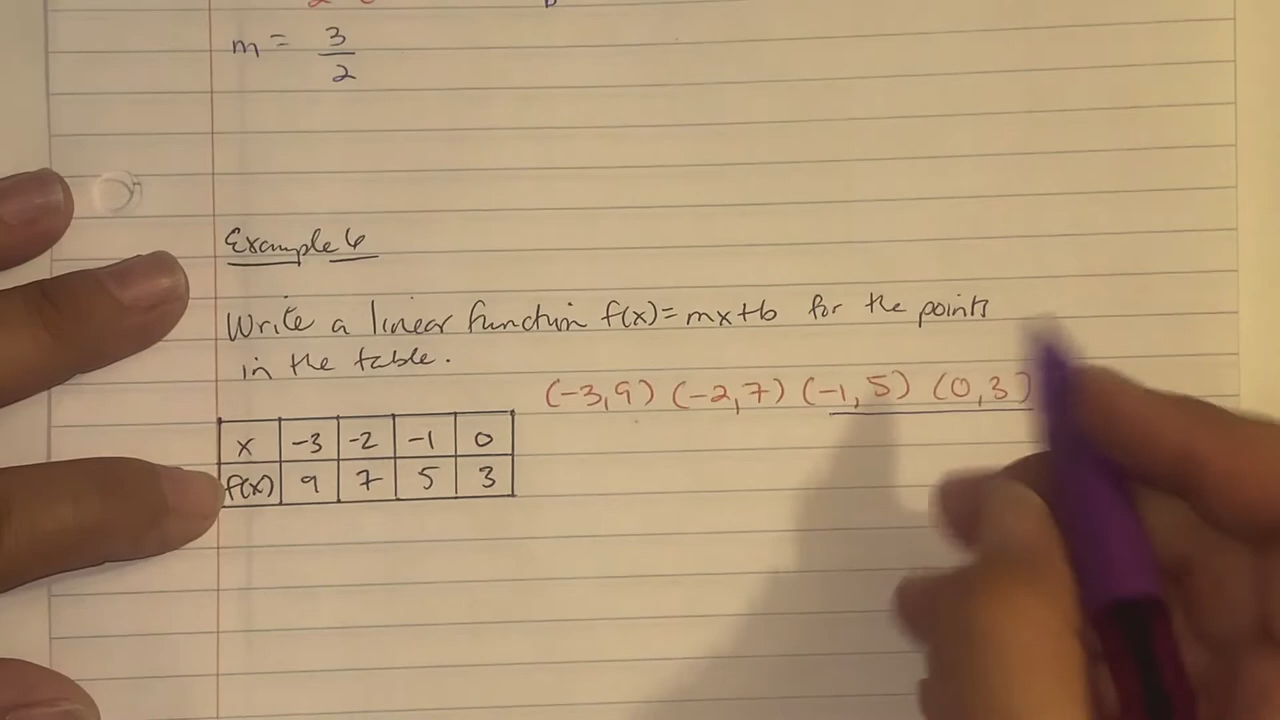 m = 3/2
Example 6
Write a linear function f(x)=mx+b for the points
in the table.
(-3,9) (-2,7) (-1,5) (0,3)
x -3 -2 -1 0
f(x) 9 7 5 3